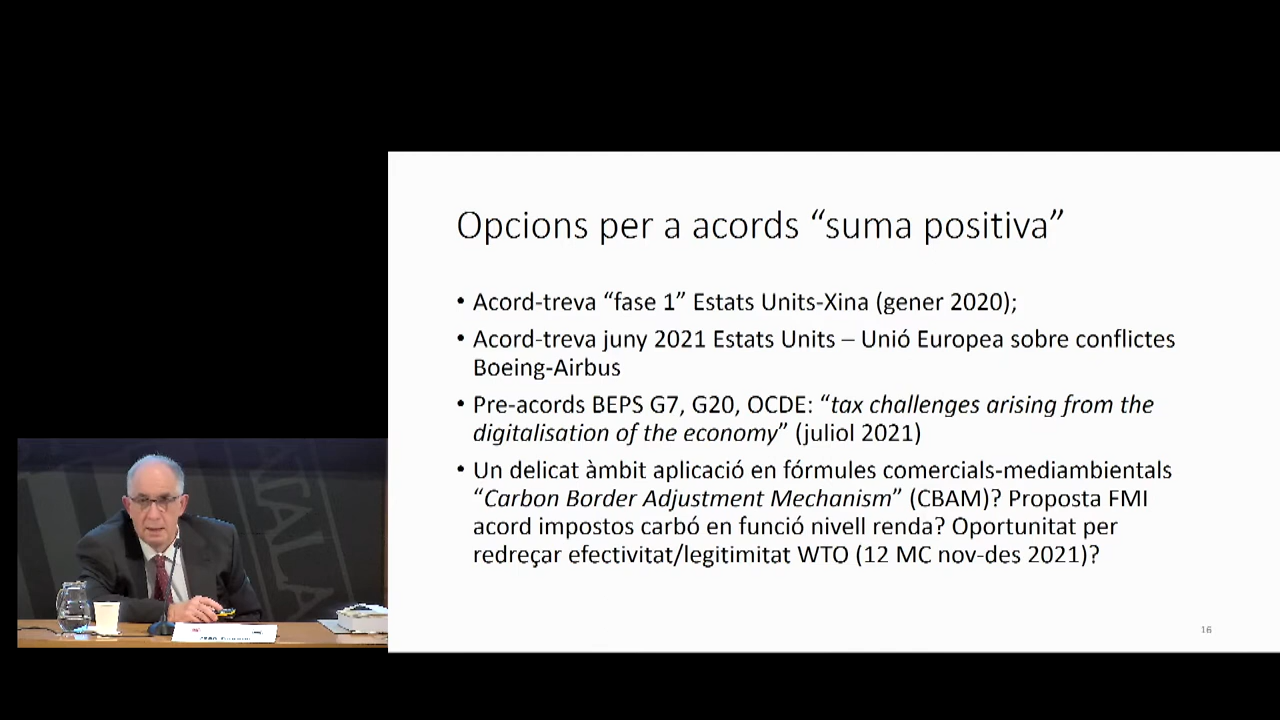 Opcions per a acords “suma positiva”
• Acord-treva “fase 1” Estats Units-Xina (gener 2020);
• Acord-treva juny 2021 Estats Units – Unió Europea sobre conflictes
Boeing-Airbus
• Pre-acords BEPS G7, G20, OCDE: “tax challenges arising from the
digitalisation of the economy” (juliol 2021)
• Un delicat àmbit aplicació en fórmules comercials-mediambientals
“Carbon Border Adjustment Mechanism” (CBAM)? Proposta FMI
acord impostos carbó en funció nivell renda? Oportunitat per
redreçar efectivitat/legitimitat WTO (12 MC nov-des 2021)?
16